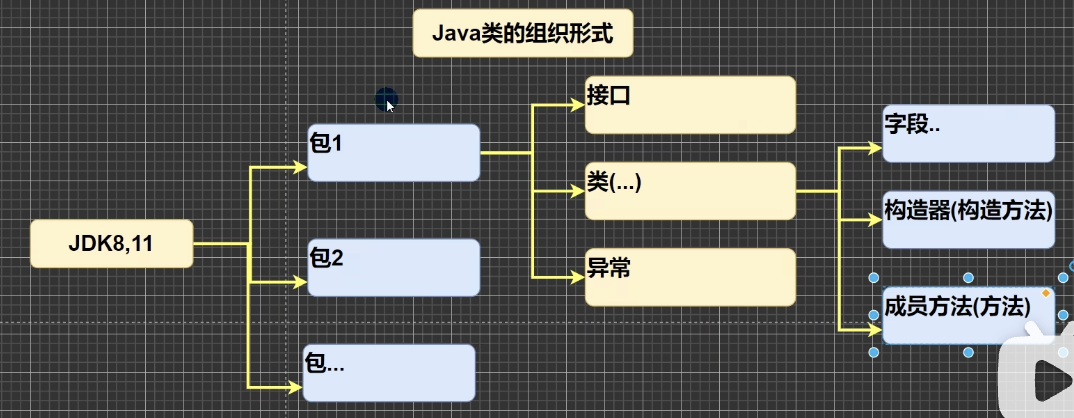 Java类的组织形式
JDK8,11
包1
包2
包...
接口
类(...)
异常
字段..
构造器(构造方法)
成员方法(方法)